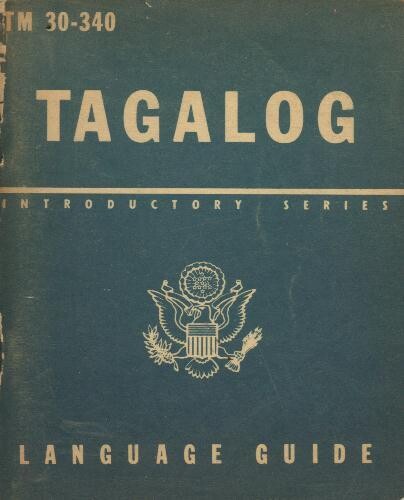 TM 30-340
TAGALOG
INTRODUCTORY SERIES
LANGUAGE GUIDE